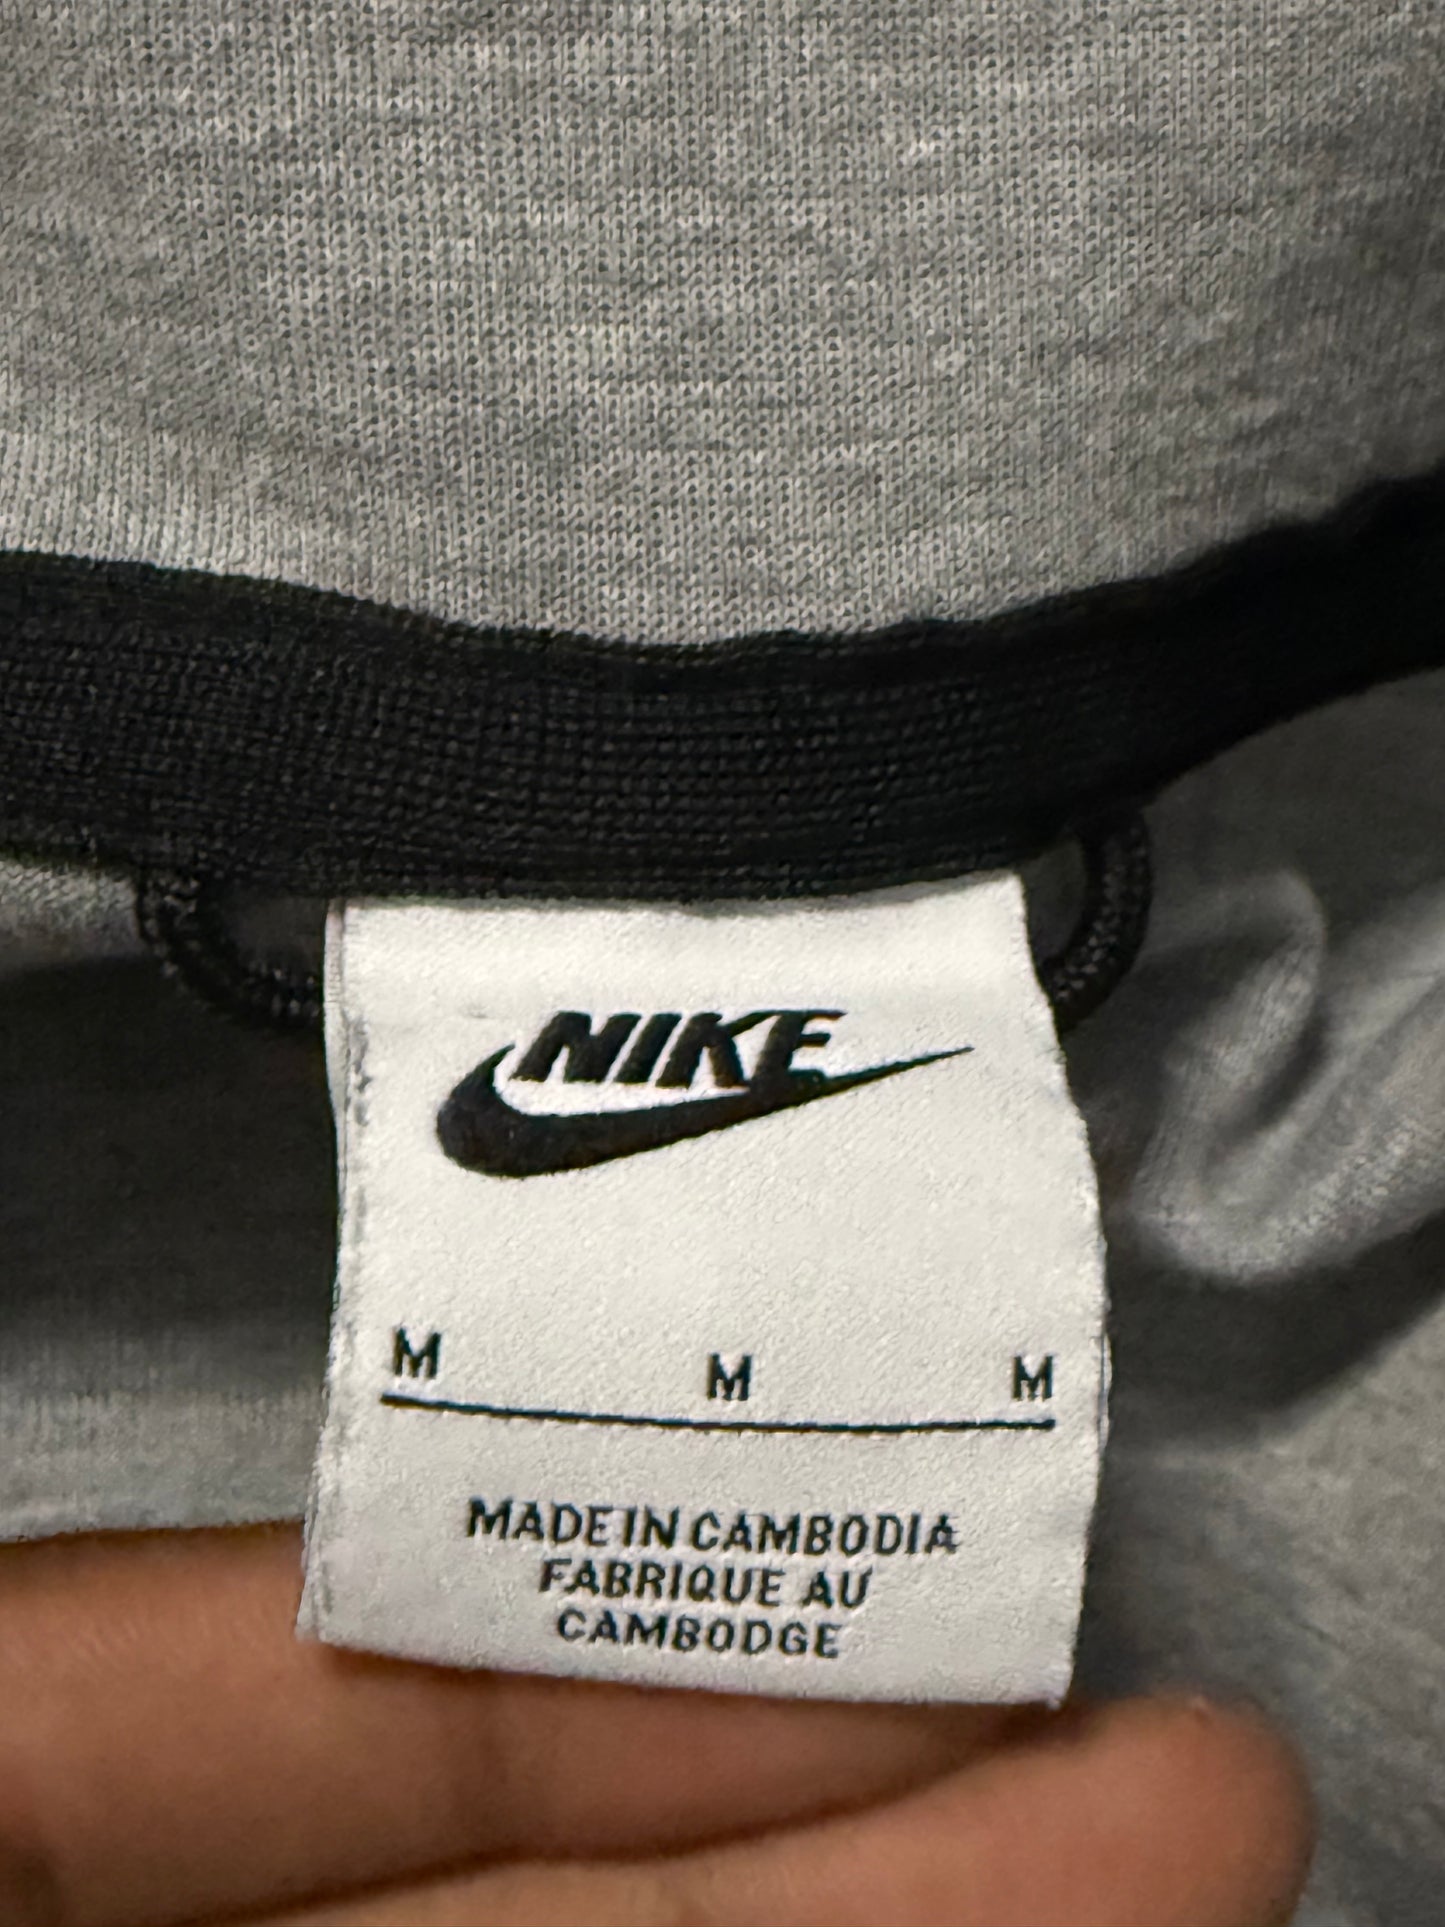 NIKE
M M M
MADE IN CAMBODIA
FABRIQUE AU
CAMBODGE